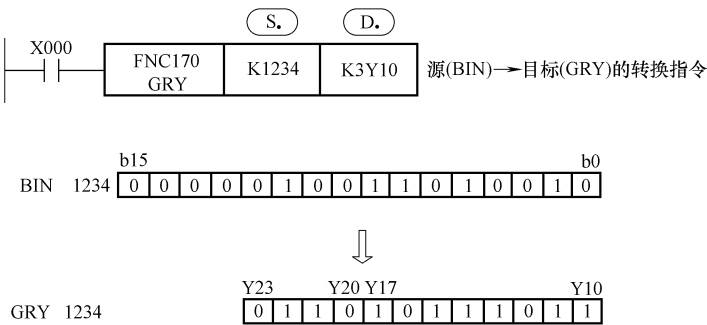 S. D.
X000
FNC170 GRY K1234 K3Y10 源(BIN)→目标(GRY)的转换指令
b15 b0
BIN 1234 0 0 0 0 0 1 0 0 1 1 0 1 0 0 1 0
Y23 Y20 Y17 Y10
GRY 1234 0 1 1 0 1 0 1 1 1 0 1 1